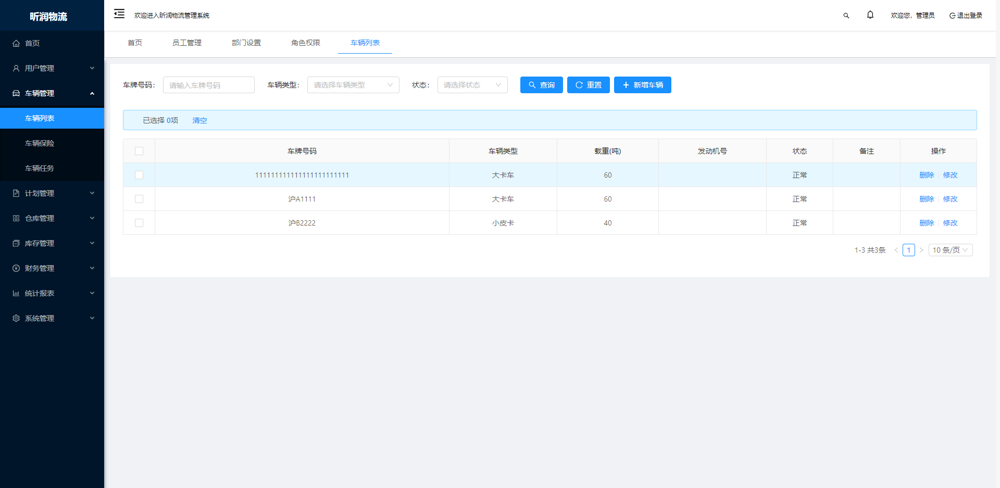 昕润物流
欢迎进入昕润物流管理系统
欢迎您，管理员
退出登录
首页
用户管理
车辆管理
车辆列表
车辆保险
车辆任务
计划管理
仓库管理
库存管理
财务管理
统计报表
系统管理
首页 员工管理 部门设置 角色权限 车辆列表
车牌号码： 请输入车牌号码 车辆类型： 请选择车辆类型 状态： 请选择状态 查询 重置 新增车辆
已选择 0项 清空
车牌号码 车辆类型 载重(吨) 发动机号 状态 备注 操作
111111111111111111111111 大卡车 60 正常 删除 修改
沪A1111 大卡车 60 正常 删除 修改
沪B2222 小皮卡 40 正常 删除 修改
1-3 共3条 1 10 条/页